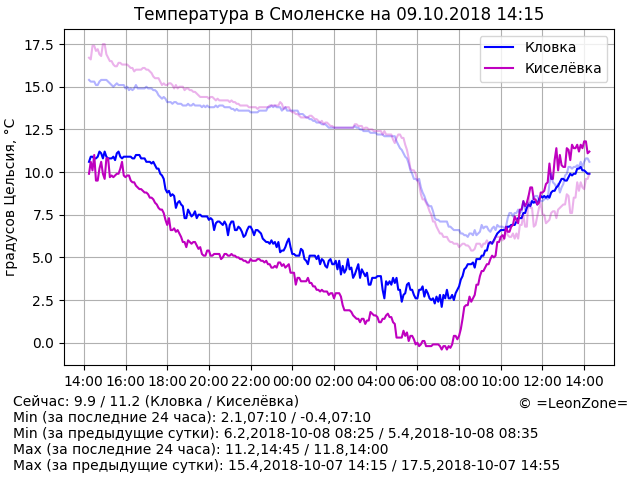 Температура в Смоленске на 09.10.2018 14:15
градусов Цельсия, °C
17.5
15.0
12.5
10.0
7.5
5.0
2.5
0.0
Кловка
Киселёвка
14:00 16:00 18:00 20:00 22:00 00:00 02:00 04:00 06:00 08:00 10:00 12:00 14:00
Сейчас: 9.9 / 11.2 (Кловка / Киселёвка)
© =LeonZone=
Min (за последние 24 часа): 2.1,07:10 / -0.4,07:10
Min (за предыдущие сутки): 6.2,2018-10-08 08:25 / 5.4,2018-10-08 08:35
Max (за последние 24 часа): 11.2,14:45 / 11.8,14:00
Max (за предыдущие сутки): 15.4,2018-10-07 14:15 / 17.5,2018-10-07 14:55